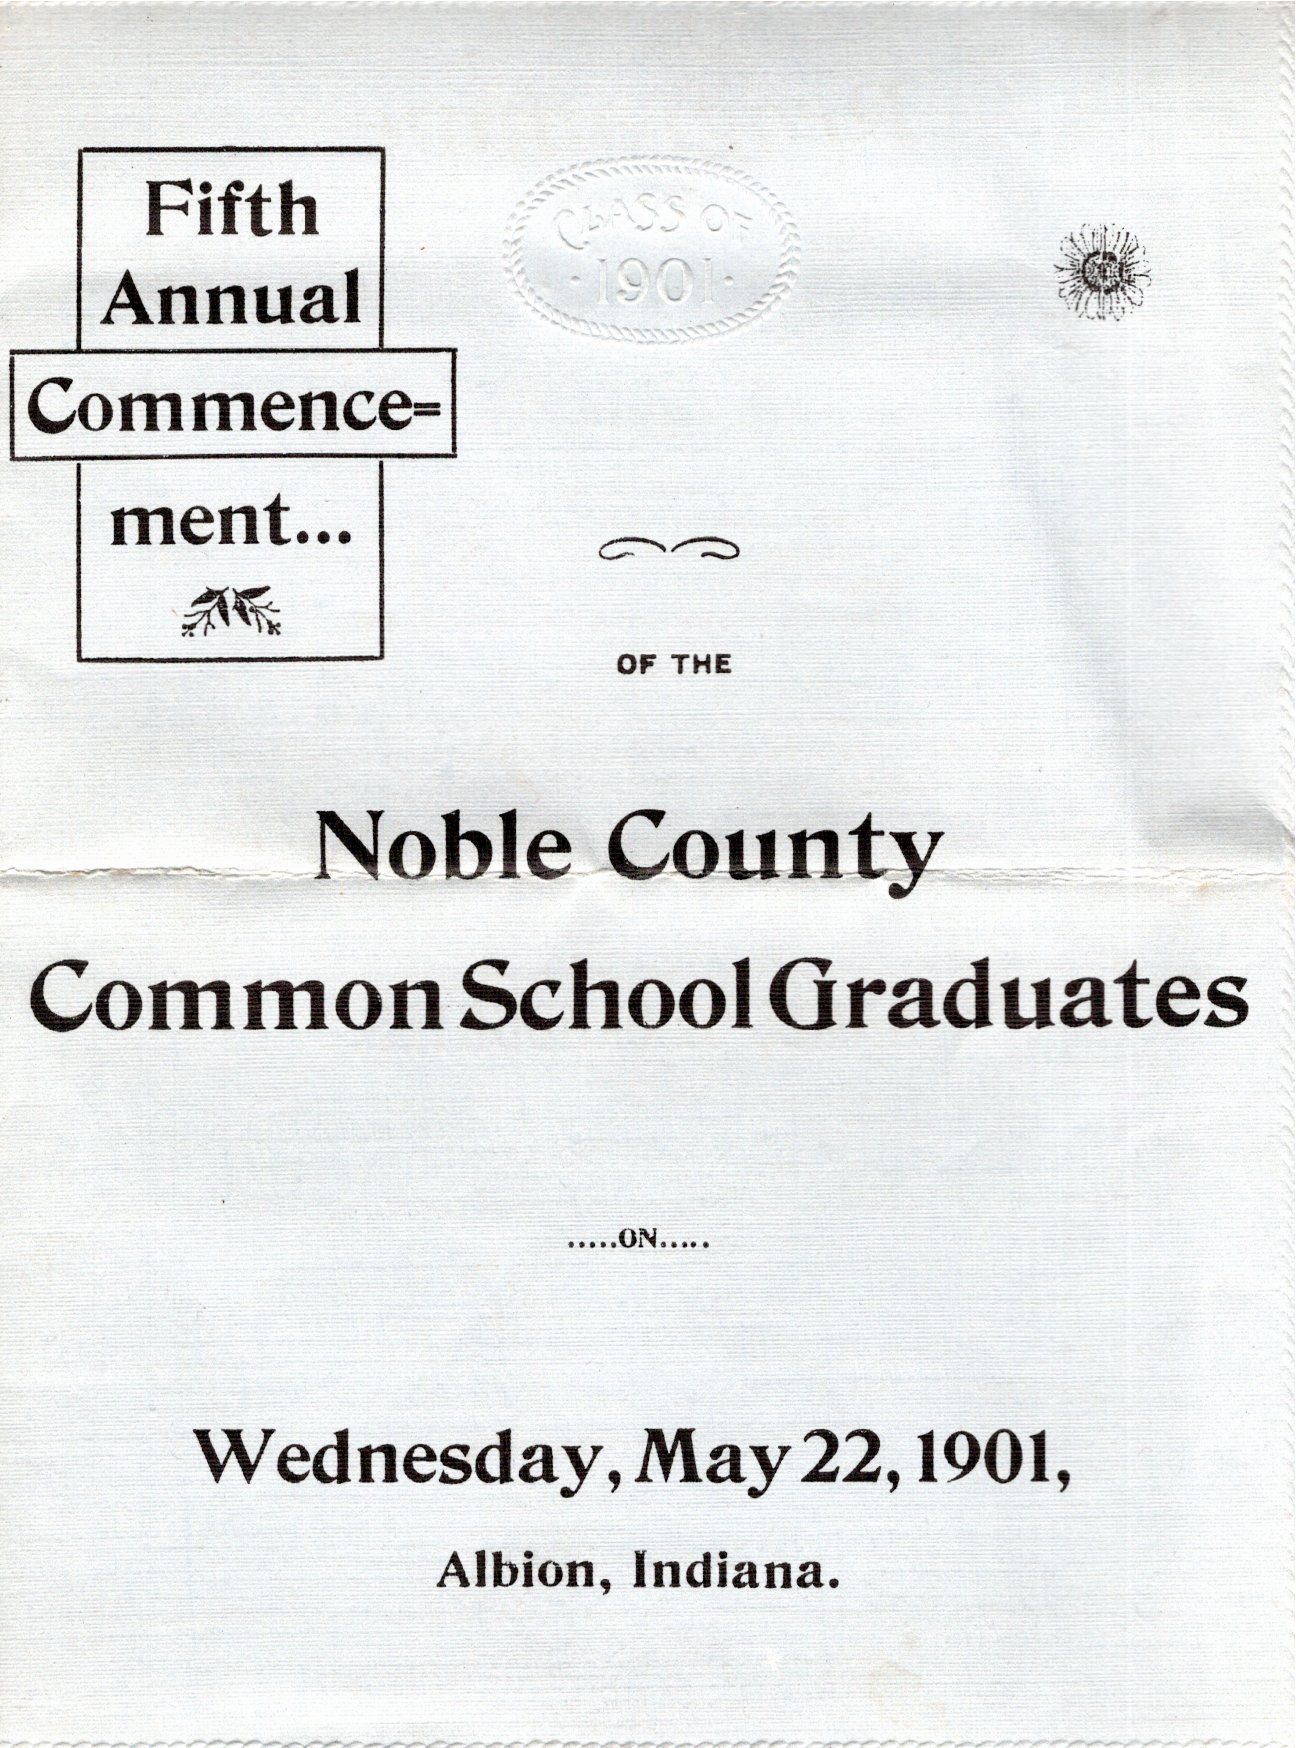 Fifth
Annual
Commence=
ment...
CLASS OF
·1901·
OF THE
Noble County
Common School Graduates
.....ON.....
Wednesday, May 22, 1901,
Albion, Indiana.